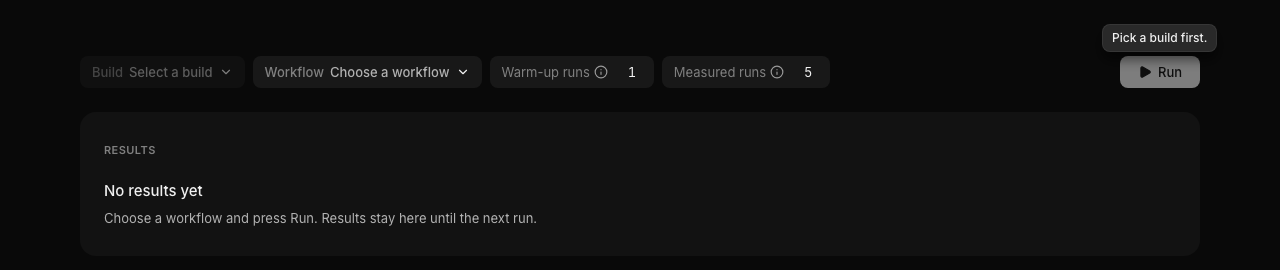 Pick a build first.
Build Select a build Workflow Choose a workflow Warm-up runs 1 Measured runs 5 Run
RESULTS
No results yet
Choose a workflow and press Run. Results stay here until the next run.